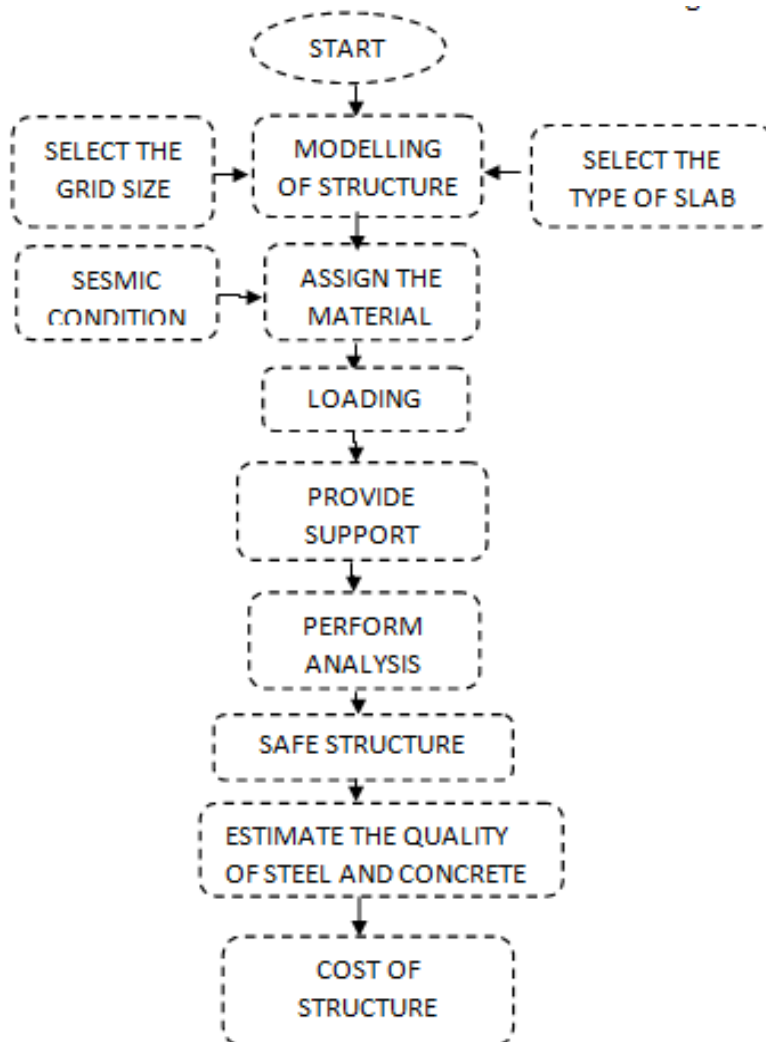 START
SELECT THE
GRID SIZE
MODELLING
OF STRUCTURE
SELECT THE
TYPE OF SLAB
SESMIC
CONDITION
ASSIGN THE
MATERIAL
LOADING
PROVIDE
SUPPORT
PERFORM
ANALYSIS
SAFE STRUCTURE
ESTIMATE THE QUALITY
OF STEEL AND CONCRETE
COST OF
STRUCTURE